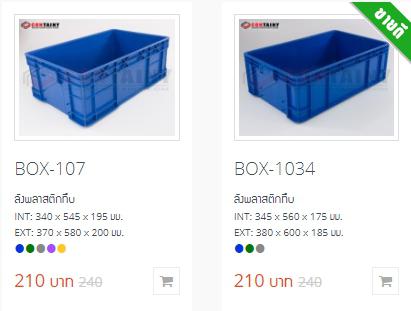 CONTAINY
BOX-107
ลังพลาสติกทึบ
INT: 340 x 545 x 195 มม.
EXT: 370 x 580 x 200 มม.
210 บาท 240
ขายดี
CONTAINY
BOX-1034
ลังพลาสติกทึบ
INT: 345 x 560 x 175 มม.
EXT: 380 x 600 x 185 มม.
210 บาท 240